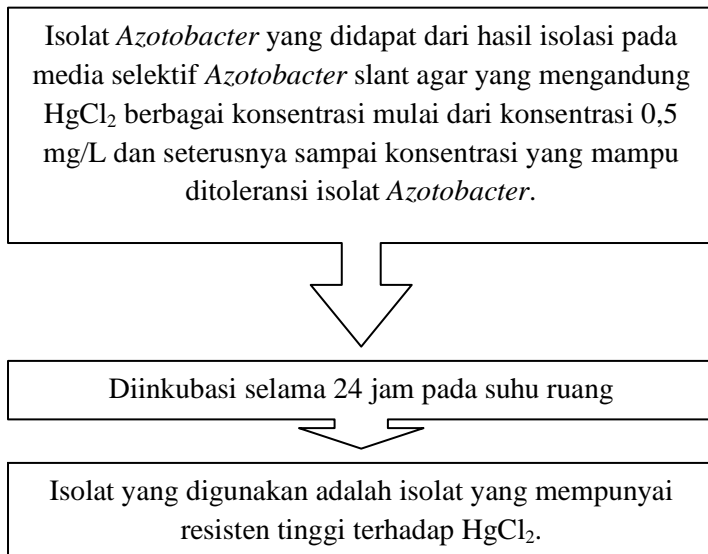 Isolat Azotobacter yang didapat dari hasil isolasi pada
media selektif Azotobacter slant agar yang mengandung
HgCl₂ berbagai konsentrasi mulai dari konsentrasi 0,5
mg/L dan seterusnya sampai konsentrasi yang mampu
ditoleransi isolat Azotobacter.
Diinkubasi selama 24 jam pada suhu ruang
Isolat yang digunakan adalah isolat yang mempunyai
resisten tinggi terhadap HgCl₂.